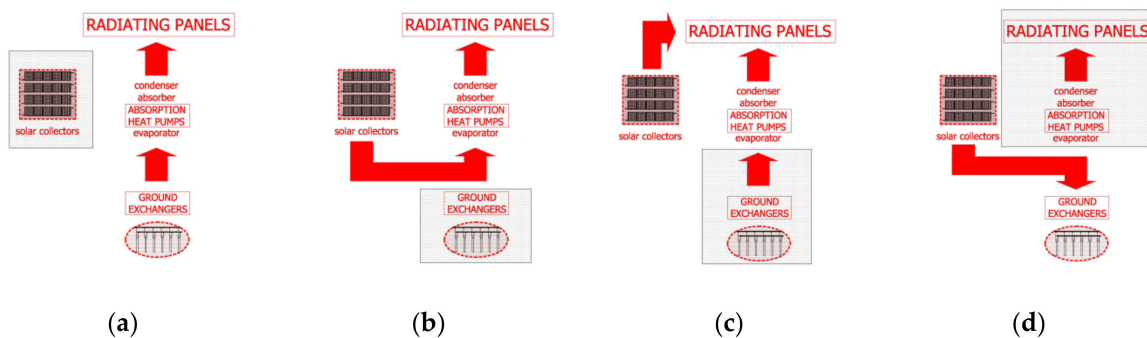 RADIATING PANELS
condenser
absorber
ABSORPTION
HEAT PUMPS
evaporator
solar collectors
GROUND
EXCHANGERS
(a)
RADIATING PANELS
condenser
absorber
ABSORPTION
HEAT PUMPS
evaporator
solar collectors
GROUND
EXCHANGERS
(b)
RADIATING PANELS
condenser
absorber
ABSORPTION
HEAT PUMPS
evaporator
solar collectors
GROUND
EXCHANGERS
(c)
RADIATING PANELS
condenser
absorber
ABSORPTION
HEAT PUMPS
evaporator
solar collectors
GROUND
EXCHANGERS
(d)